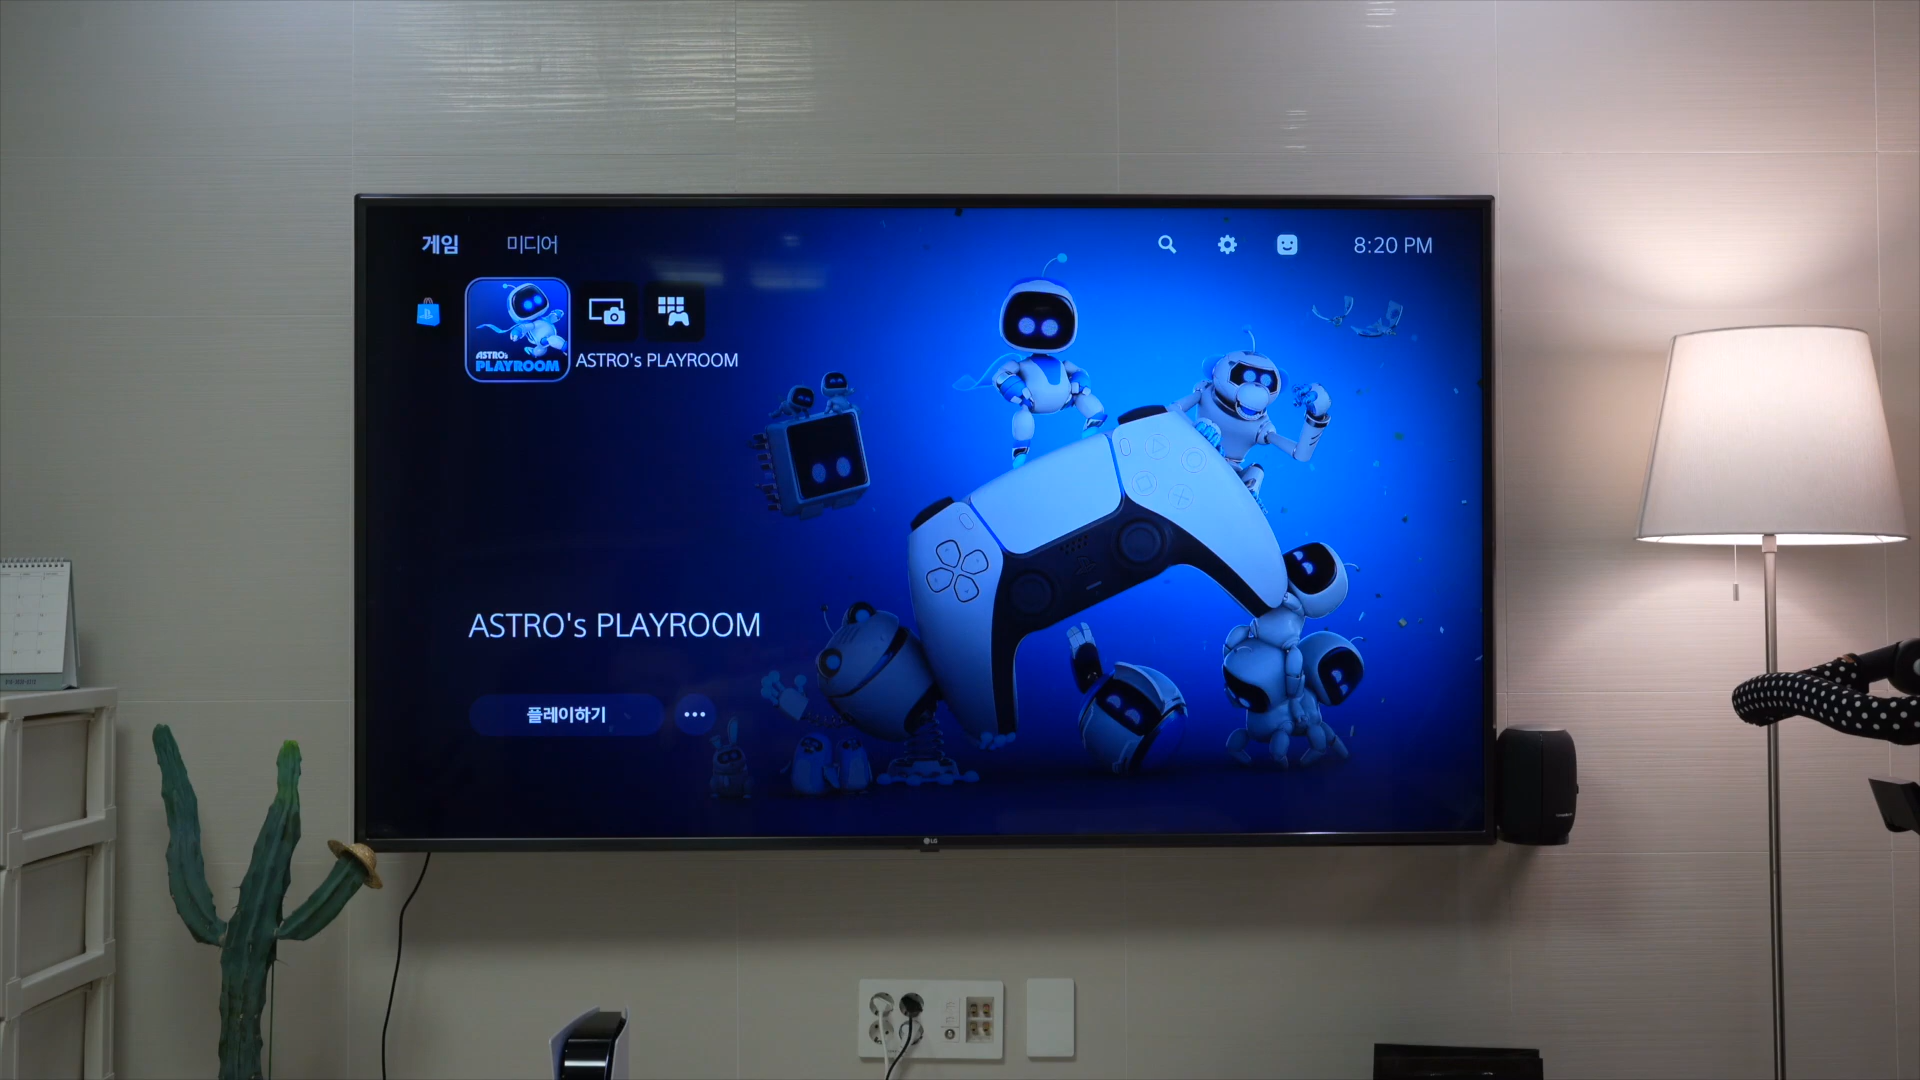 게임 미디어 8:20 PM
ASTRO's
PLAYROOM
ASTRO's PLAYROOM
ASTRO's PLAYROOM
플레이하기
LG